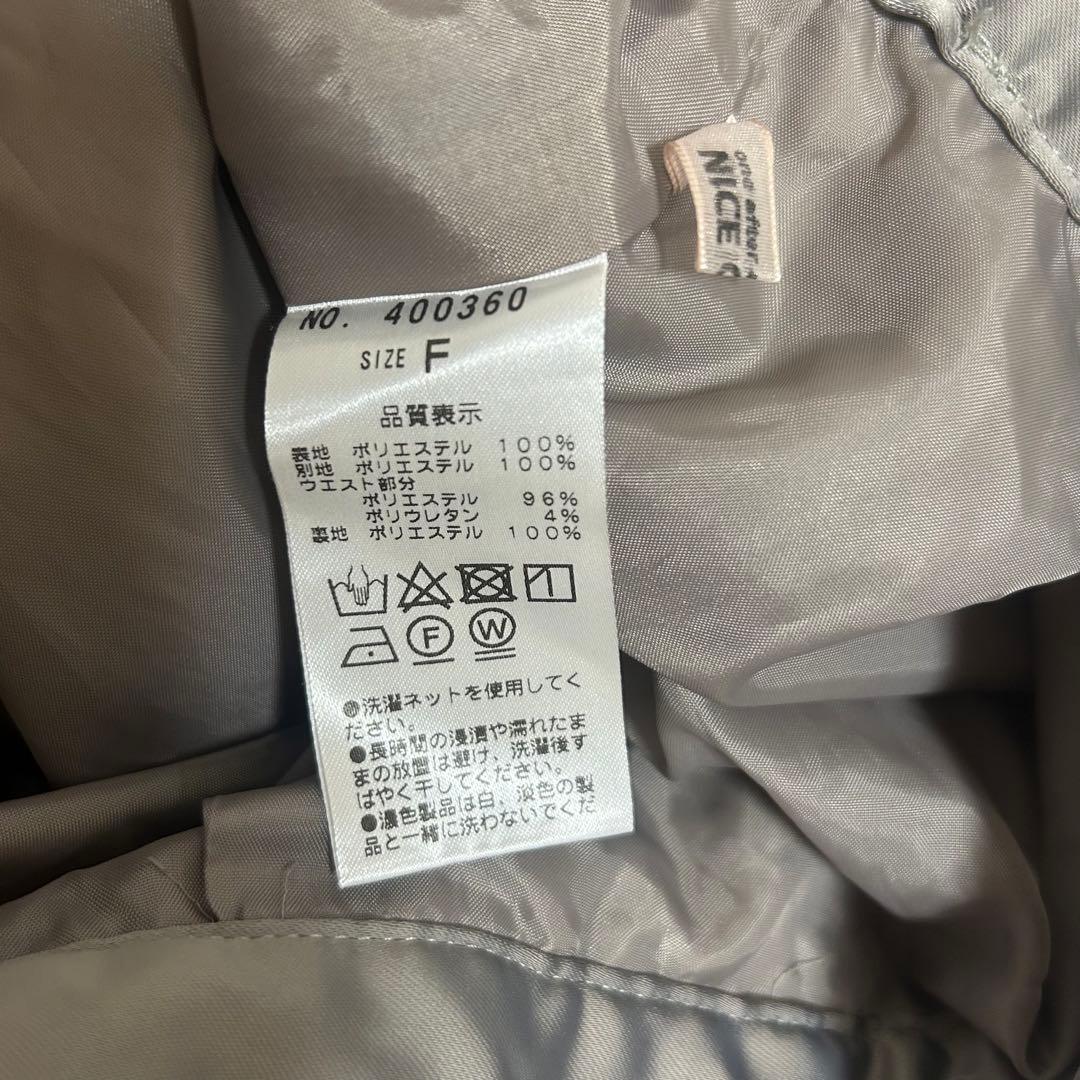 one after
NICE
NO. 400360
SIZE F
品質表示
表地 ポリエステル 100%
別地 ポリエステル 100%
ウエスト部分
ポリエステル 96%
ポリウレタン 4%
裏地 ポリエステル 100%
F
W
●洗濯ネットを使用してく
ださい。
●長時間の浸漬や濡れたま
まの放置は避け、洗濯後す
ばやく干してください。
●濃色製品は白、淡色の製
品と一緒に洗わないでくだ